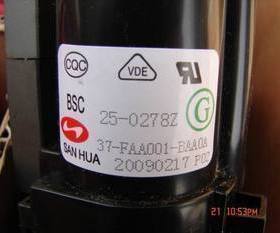 CQC
VDE
BSC
25-0278Z
G
SAN HUA
37-FAA001-BAA0A
20090217 P02
21 10:53PM